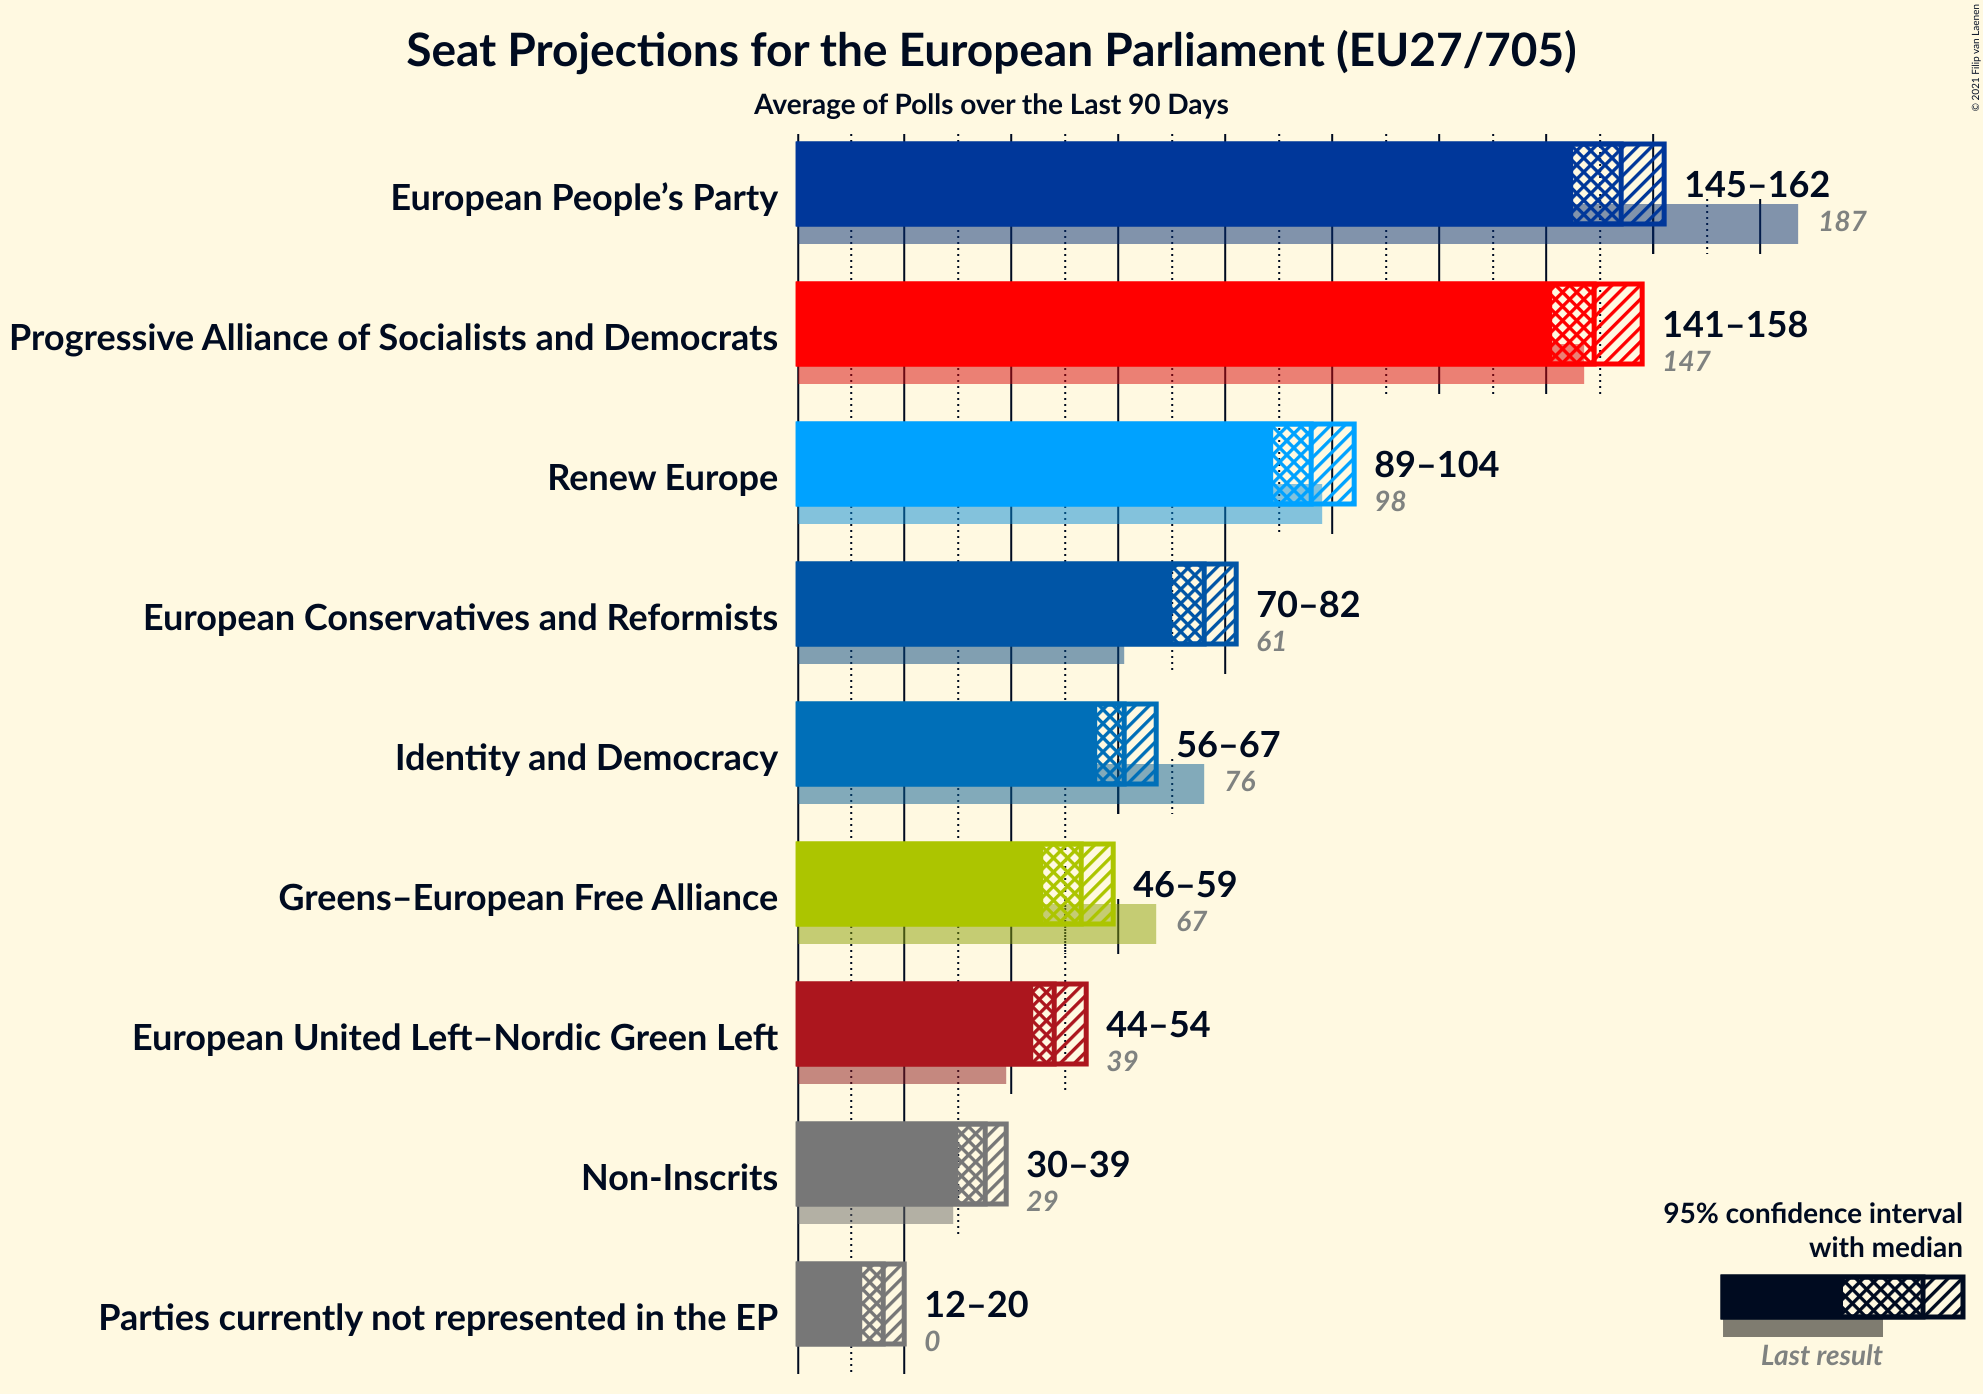 Seat Projections for the European Parliament (EU27/705)
Average of Polls over the Last 90 Days
© 2021 Filip van Laenen
European People’s Party
145–162
187
Progressive Alliance of Socialists and Democrats
141–158
147
Renew Europe
89–104
98
European Conservatives and Reformists
70–82
61
Identity and Democracy
56–67
76
Greens–European Free Alliance
46–59
67
European United Left–Nordic Green Left
44–54
39
Non-Inscrits
30–39
29
Parties currently not represented in the EP
12–20
0
95% confidence interval
with median
Last result